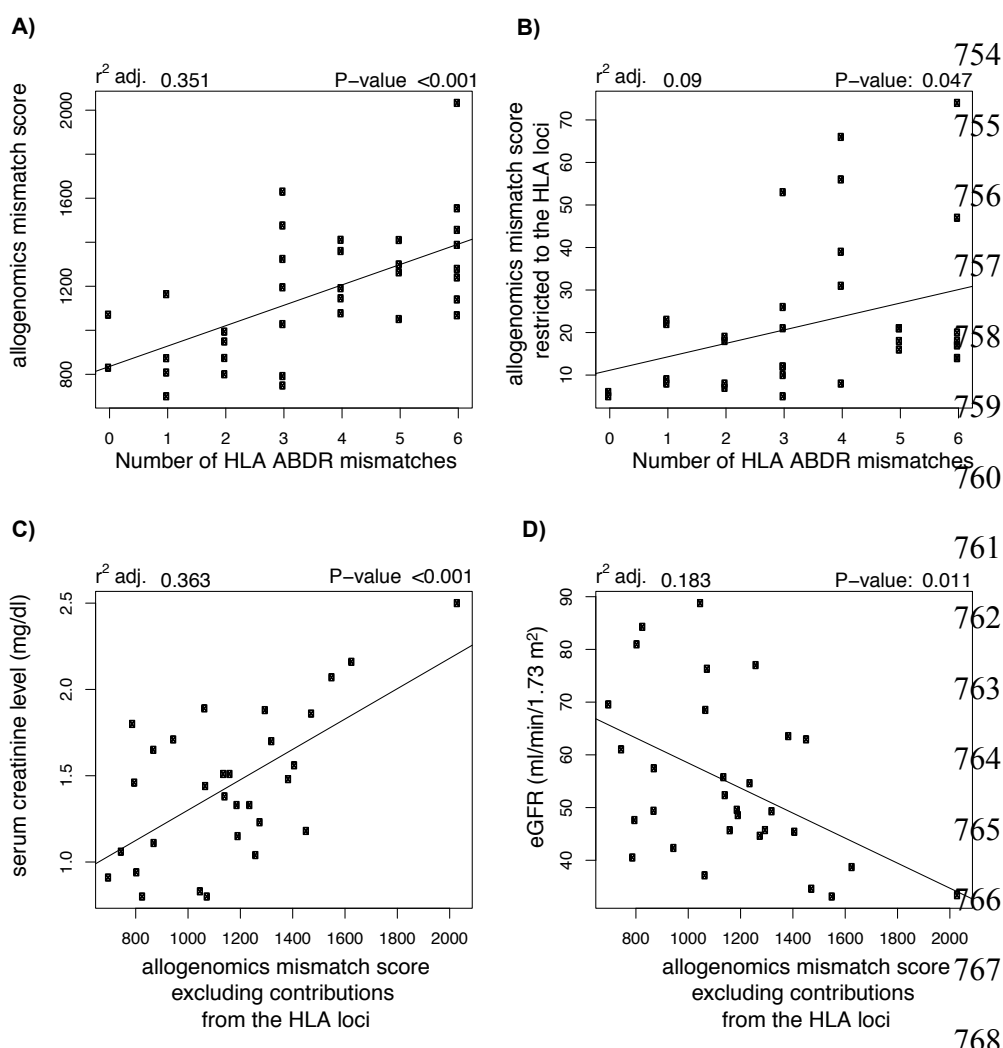 A)
r² adj. 0.351 P−value <0.001
allogenomics mismatch score
2000
1600
1200
800
0 1 2 3 4 5 6
Number of HLA ABDR mismatches
B)
r² adj. 0.09 P−value: 0.047
allogenomics mismatch score
restricted to the HLA loci
70
60
50
40
30
20
10
0 1 2 3 4 5 6
Number of HLA ABDR mismatches
C)
r² adj. 0.363 P−value <0.001
serum creatinine level (mg/dl)
2.5
2.0
1.5
1.0
800 1000 1200 1400 1600 1800 2000
allogenomics mismatch score
excluding contributions
from the HLA loci
D)
r² adj. 0.183 P−value: 0.011
eGFR (ml/min/1.73 m²)
90
80
70
60
50
40
800 1000 1200 1400 1600 1800 2000
allogenomics mismatch score
excluding contributions
from the HLA loci
754
755
756
757
758
759
760
761
762
763
764
765
766
767
768